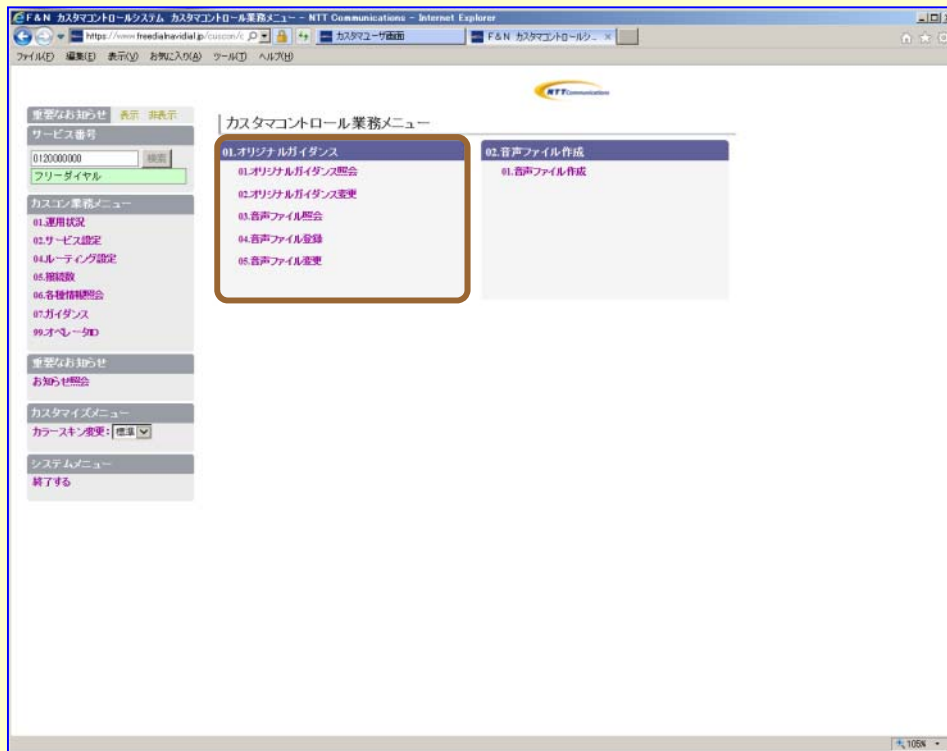 F&N カスタマコントロールシステム カスタマコントロール業務メニュー - NTT Communications - Internet Explorer
https://www.freedialnavidial.jp/cuscon/c
カスタマユーザ画面
F&N カスタマコントロールシ...
ファイル(F) 編集(E) 表示(V) お気に入り(A) ツール(T) ヘルプ(H)
NTT Communications
重要なお知らせ 表示 非表示
サービス番号
0120000000 検索
フリーダイヤル
カスコン業務メニュー
01.運用状況
02.サービス設定
04.ルーティング設定
05.接続数
06.各種情報照会
07.ガイダンス
99.オペレータID
重要なお知らせ
お知らせ照会
カスタマイズメニュー
カラースキン変更: 標準
システムメニュー
終了する
カスタマコントロール業務メニュー
01.オリジナルガイダンス
01.オリジナルガイダンス照会
02.オリジナルガイダンス変更
03.音声ファイル照会
04.音声ファイル登録
05.音声ファイル変更
02.音声ファイル作成
01.音声ファイル作成
105%